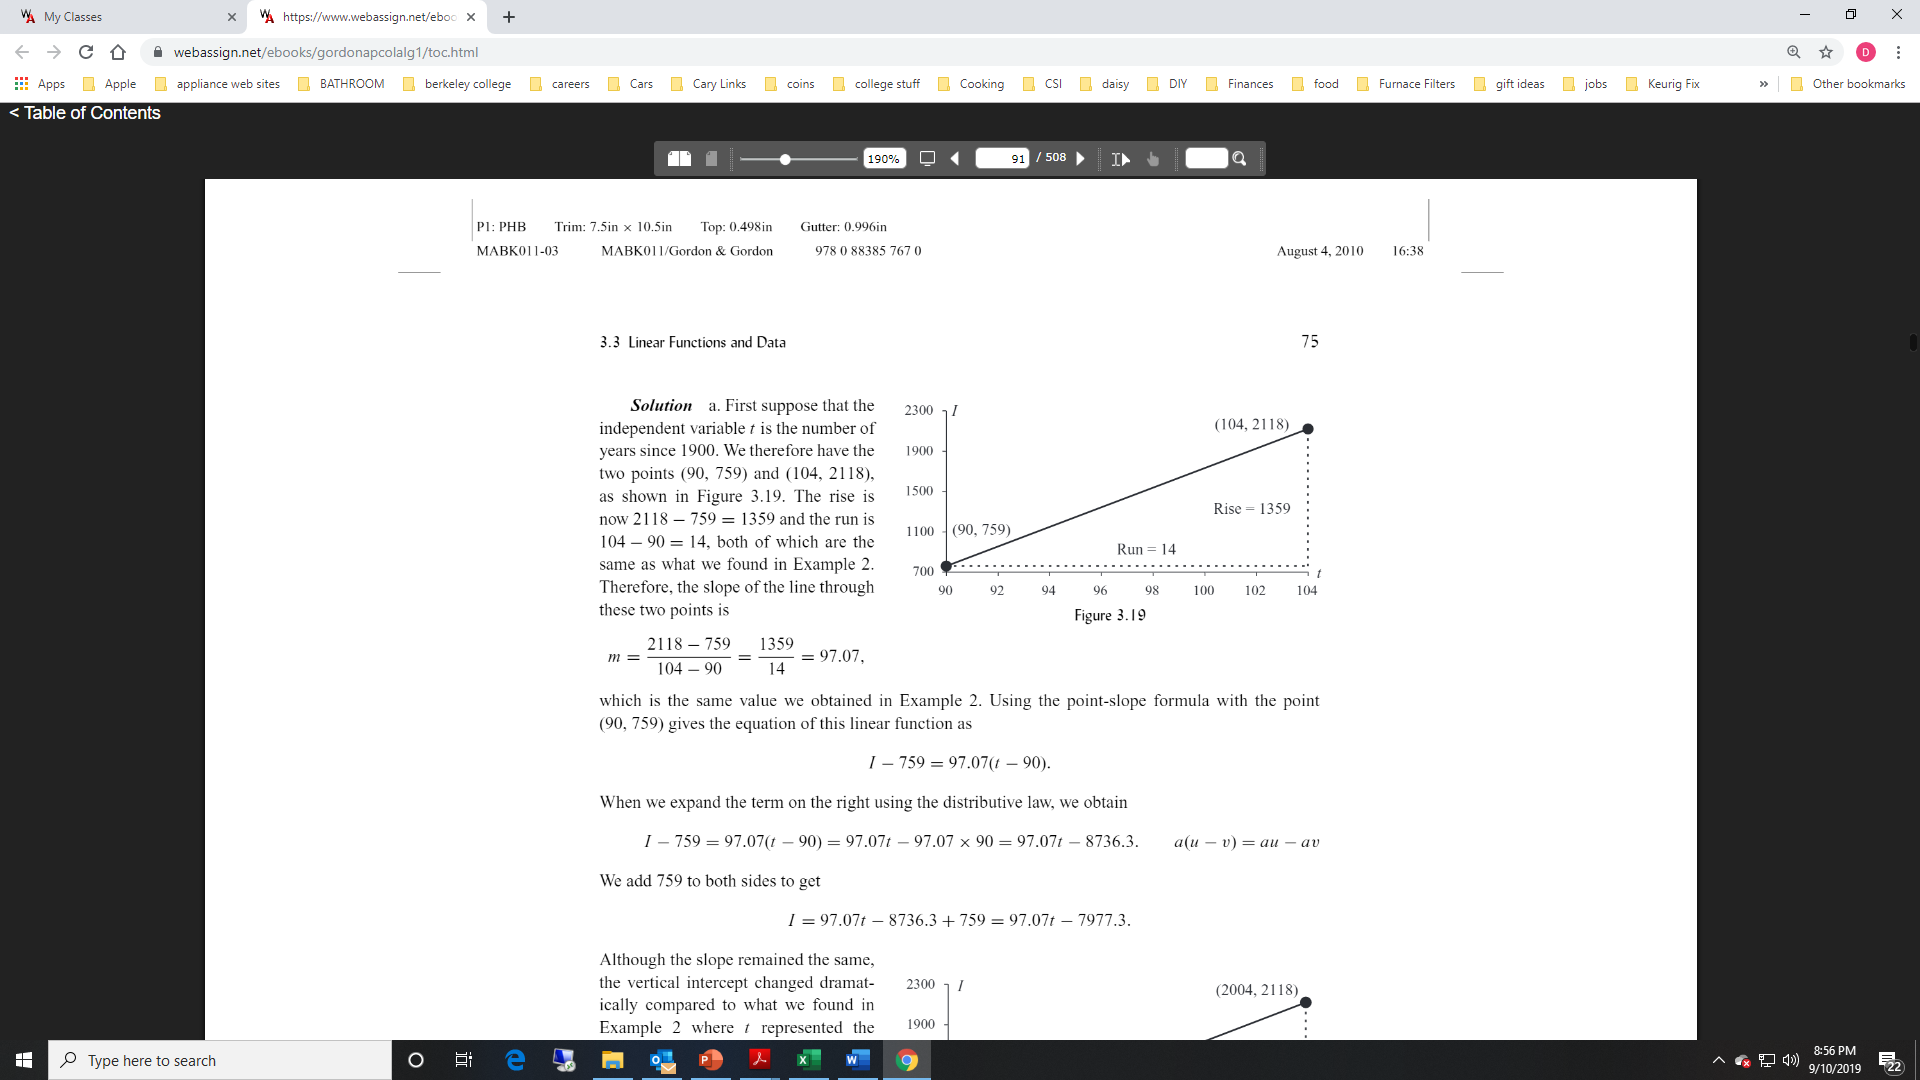 My Classes
https://www.webassign.net/eboo
webassign.net/ebooks/gordonapcolalg1/toc.html
D
Apps Apple appliance web sites BATHROOM berkeley college careers Cars Cary Links coins college stuff Cooking CSI daisy DIY Finances food Furnace Filters gift ideas jobs Keurig Fix » Other bookmarks
< Table of Contents
190% 91 / 508
P1: PHB Trim: 7.5in × 10.5in Top: 0.498in Gutter: 0.996in
MABK011-03 MABK011/Gordon & Gordon 978 0 88385 767 0 August 4, 2010 16:38
3.3 Linear Functions and Data 75
Solution a. First suppose that the
independent variable t is the number of
years since 1900. We therefore have the
two points (90, 759) and (104, 2118),
as shown in Figure 3.19. The rise is
now 2118 − 759 = 1359 and the run is
104 − 90 = 14, both of which are the
same as what we found in Example 2.
Therefore, the slope of the line through
these two points is
2300 I
(104, 2118)
1900
1500
Rise = 1359
1100 (90, 759)
Run = 14
700 t
90 92 94 96 98 100 102 104
Figure 3.19
m = 2118 − 759 / 104 − 90 = 1359 / 14 = 97.07,
which is the same value we obtained in Example 2. Using the point-slope formula with the point
(90, 759) gives the equation of this linear function as
I − 759 = 97.07(t − 90).
When we expand the term on the right using the distributive law, we obtain
I − 759 = 97.07(t − 90) = 97.07t − 97.07 × 90 = 97.07t − 8736.3. a(u − v) = au − av
We add 759 to both sides to get
I = 97.07t − 8736.3 + 759 = 97.07t − 7977.3.
Although the slope remained the same,
the vertical intercept changed dramat-
ically compared to what we found in
Example 2 where t represented the
2300 I
(2004, 2118)
1900
Type here to search
8:56 PM
9/10/2019
22